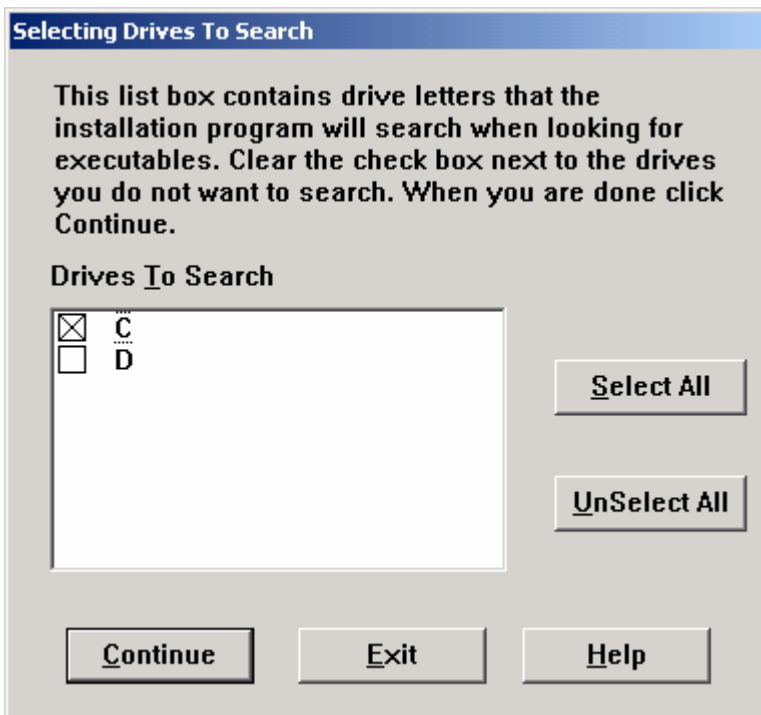 Selecting Drives To Search
This list box contains drive letters that the
installation program will search when looking for
executables. Clear the check box next to the drives
you do not want to search. When you are done click
Continue.
Drives To Search
C
D
Select All
UnSelect All
Continue Exit Help